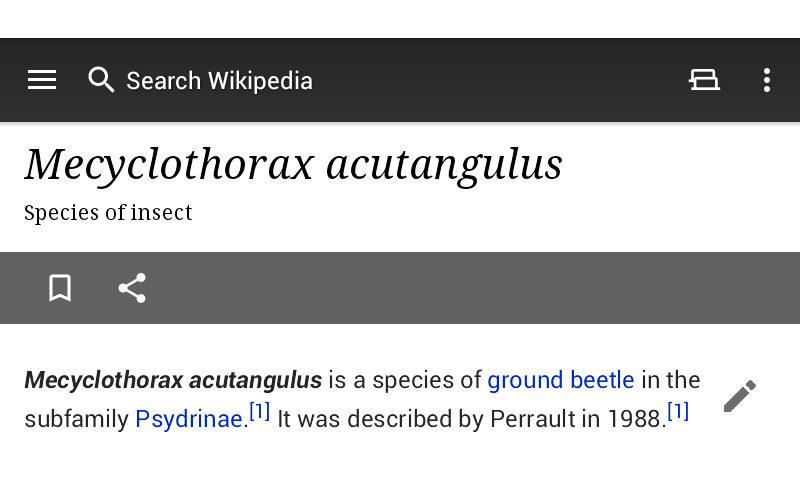 Search Wikipedia
Mecyclothorax acutangulus
Species of insect
Mecyclothorax acutangulus is a species of ground beetle in the
subfamily Psydrinae.[1] It was described by Perrault in 1988.[1]